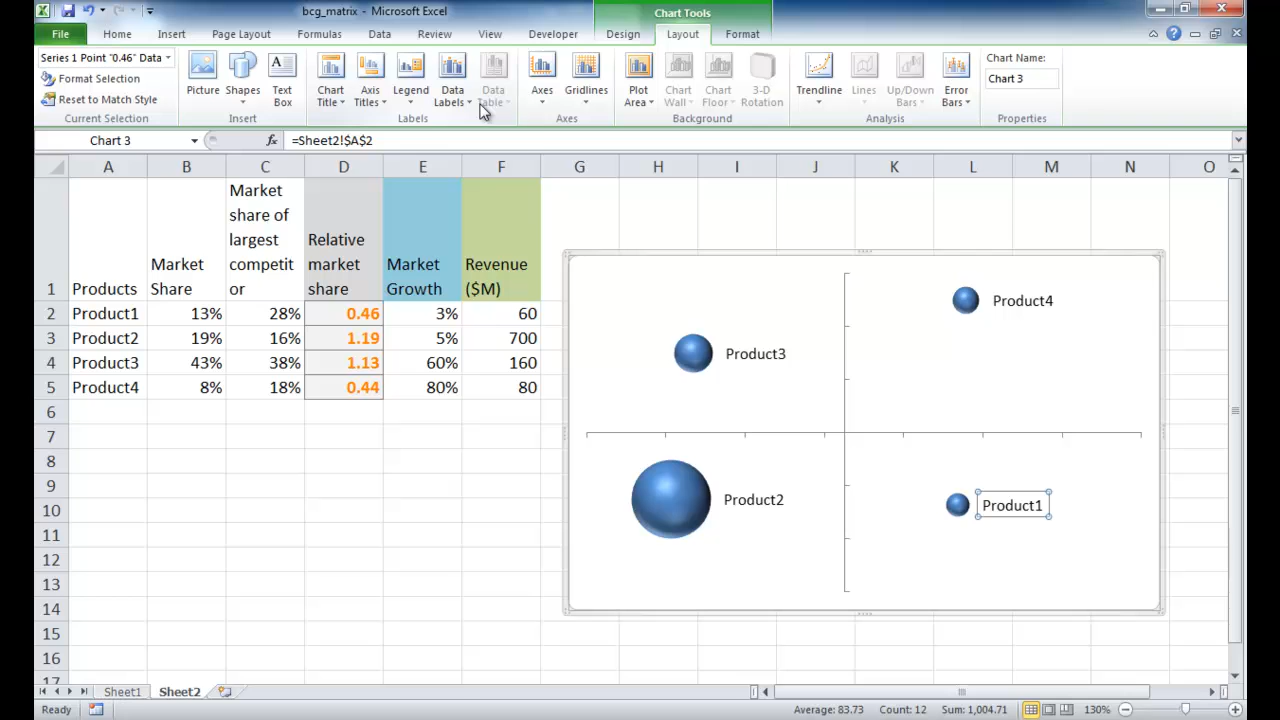 bcg_matrix - Microsoft Excel
Chart Tools
File Home Insert Page Layout Formulas Data Review View Developer Design Layout Format
Series 1 Point "0.46" Data
Format Selection
Reset to Match Style
Current Selection
Picture Shapes Text Box
Insert
Chart Title Axis Titles Legend Data Labels Data Table
Labels
Axes Gridlines
Axes
Plot Area Chart Wall Chart Floor 3-D Rotation
Background
Trendline Lines Up/Down Bars Error Bars
Analysis
Chart Name:
Chart 3
Properties
Chart 3 fx =Sheet2!$A$2
A B C D E F G H I J K L M N O
1 Products Market Share Market share of largest competitor Relative market share Market Growth Revenue ($M)
2 Product1 13% 28% 0.46 3% 60
3 Product2 19% 16% 1.19 5% 700
4 Product3 43% 38% 1.13 60% 160
5 Product4 8% 18% 0.44 80% 80
6
7
8
9
10
11
12
13
14
15
16
17
Product4
Product3
Product2
Product1
Sheet1 Sheet2
Ready Average: 83.73 Count: 12 Sum: 1,004.71 130%